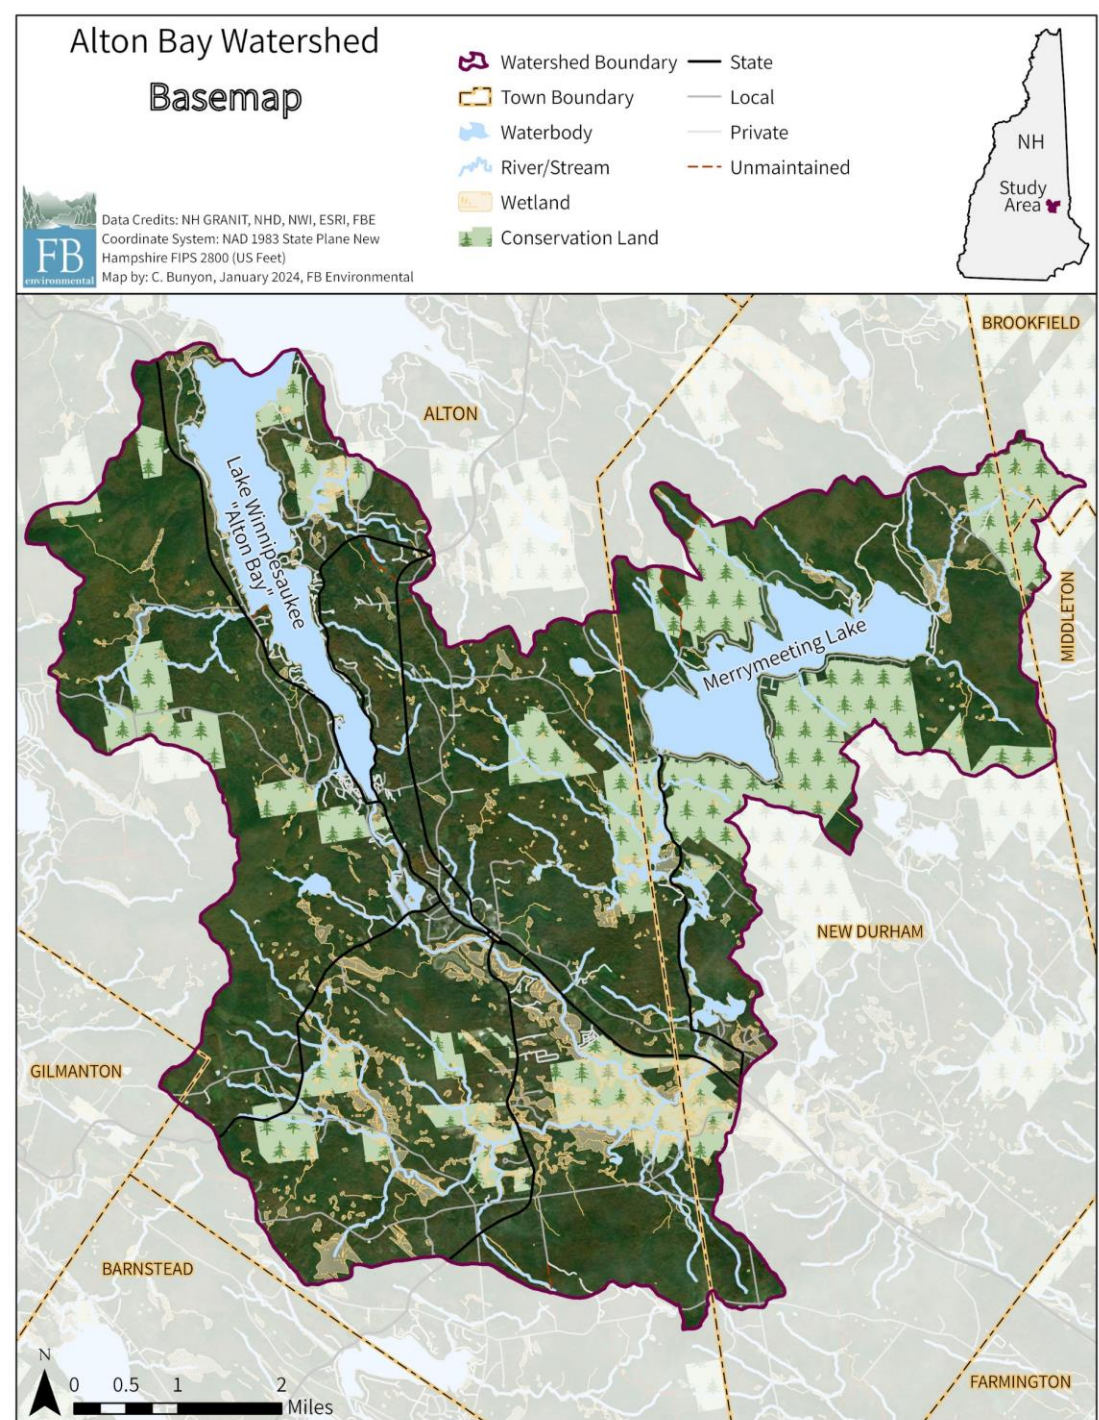 Alton Bay Watershed
Basemap
FB
environmental
Data Credits: NH GRANIT, NHD, NWI, ESRI, FBE
Coordinate System: NAD 1983 State Plane New
Hampshire FIPS 2800 (US Feet)
Map by: C. Bunyon, January 2024, FB Environmental
Watershed Boundary
Town Boundary
Waterbody
River/Stream
Wetland
Conservation Land
State
Local
Private
Unmaintained
NH
Study
Area
BROOKFIELD
ALTON
Lake Winnipesaukee
"Alton Bay"
MIDDLETON
Merrymeeting Lake
NEW DURHAM
GILMANTON
BARNSTEAD
FARMINGTON
N
0 0.5 1 2
Miles